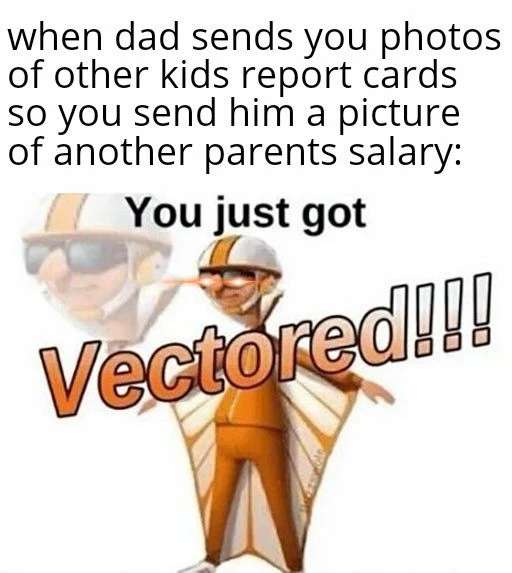 when dad sends you photos
of other kids report cards
so you send him a picture
of another parents salary:
You just got
Vectored!!!